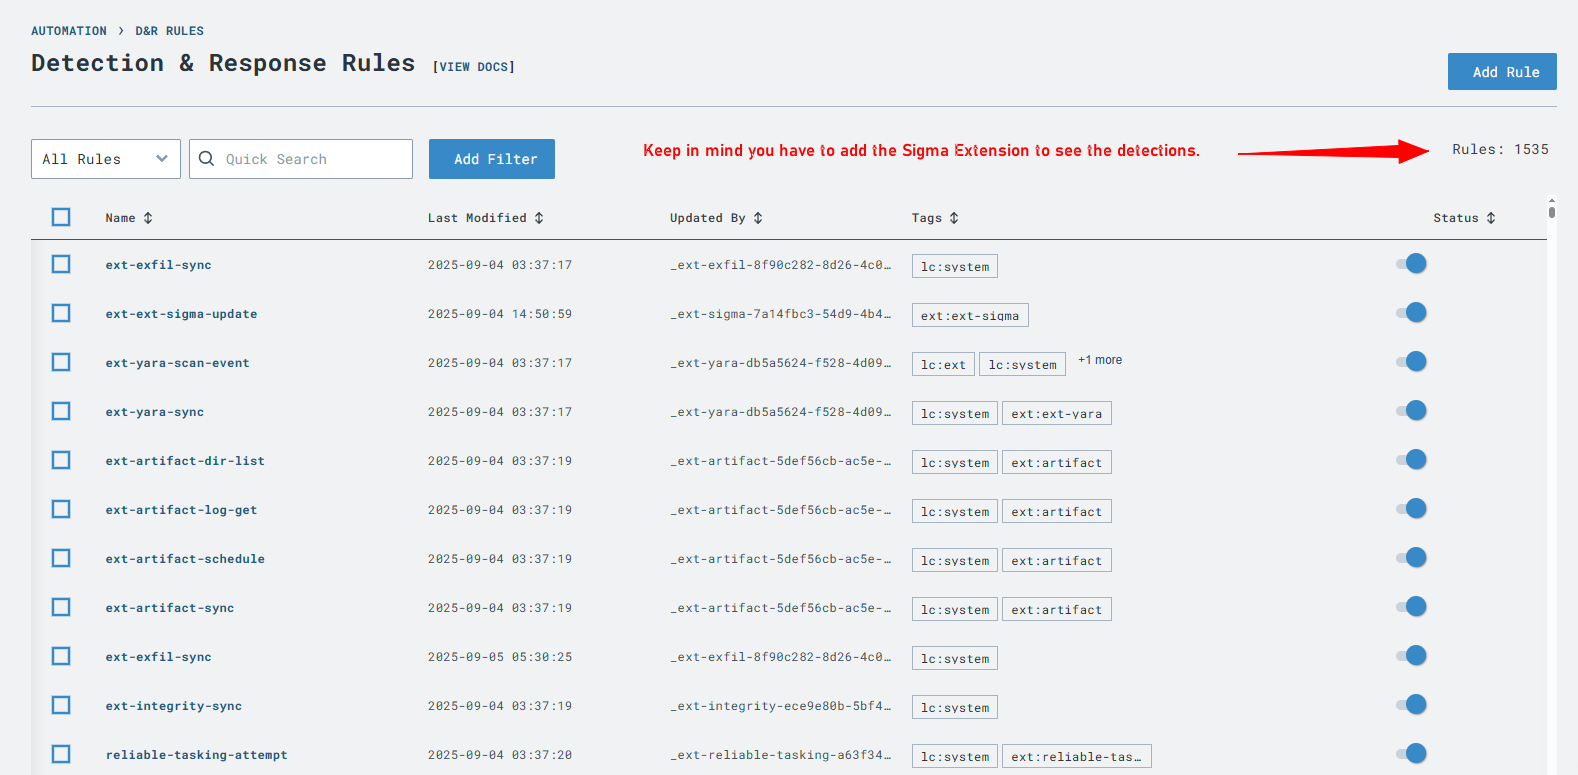 AUTOMATION > D&R RULES
Detection & Response Rules [VIEW DOCS]
Add Rule
All Rules Quick Search Add Filter Keep in mind you have to add the Sigma Extension to see the detections. Rules: 1535
Name Last Modified Updated By Tags Status
ext-exfil-sync 2025-09-04 03:37:17 _ext-exfil-8f90c282-8d26-4c0… lc:system
ext-ext-sigma-update 2025-09-04 14:50:59 _ext-sigma-7a14fbc3-54d9-4b4… ext:ext-sigma
ext-yara-scan-event 2025-09-04 03:37:17 _ext-yara-db5a5624-f528-4d09… lc:ext lc:system +1 more
ext-yara-sync 2025-09-04 03:37:17 _ext-yara-db5a5624-f528-4d09… lc:system ext:ext-yara
ext-artifact-dir-list 2025-09-04 03:37:19 _ext-artifact-5def56cb-ac5e-… lc:system ext:artifact
ext-artifact-log-get 2025-09-04 03:37:19 _ext-artifact-5def56cb-ac5e-… lc:system ext:artifact
ext-artifact-schedule 2025-09-04 03:37:19 _ext-artifact-5def56cb-ac5e-… lc:system ext:artifact
ext-artifact-sync 2025-09-04 03:37:19 _ext-artifact-5def56cb-ac5e-… lc:system ext:artifact
ext-exfil-sync 2025-09-05 05:30:25 _ext-exfil-8f90c282-8d26-4c0… lc:system
ext-integrity-sync 2025-09-04 03:37:19 _ext-integrity-ece9e80b-5bf4… lc:system
reliable-tasking-attempt 2025-09-04 03:37:20 _ext-reliable-tasking-a63f34… lc:system ext:reliable-tas…